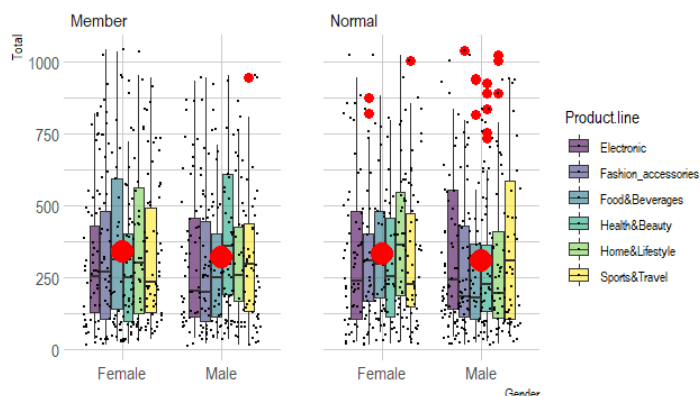 Member
Normal
Total
1000
750
500
250
0
Female
Male
Female
Male
Gender
Product.line
Electronic
Fashion_accessories
Food&Beverages
Health&Beauty
Home&Lifestyle
Sports&Travel